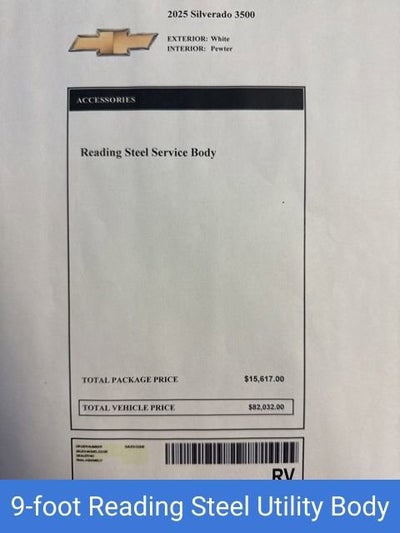 2025 Silverado 3500
EXTERIOR: White
INTERIOR: Pewter
ACCESSORIES
Reading Steel Service Body
TOTAL PACKAGE PRICE $15,617.00
TOTAL VEHICLE PRICE $82,032.00
RV
9-foot Reading Steel Utility Body